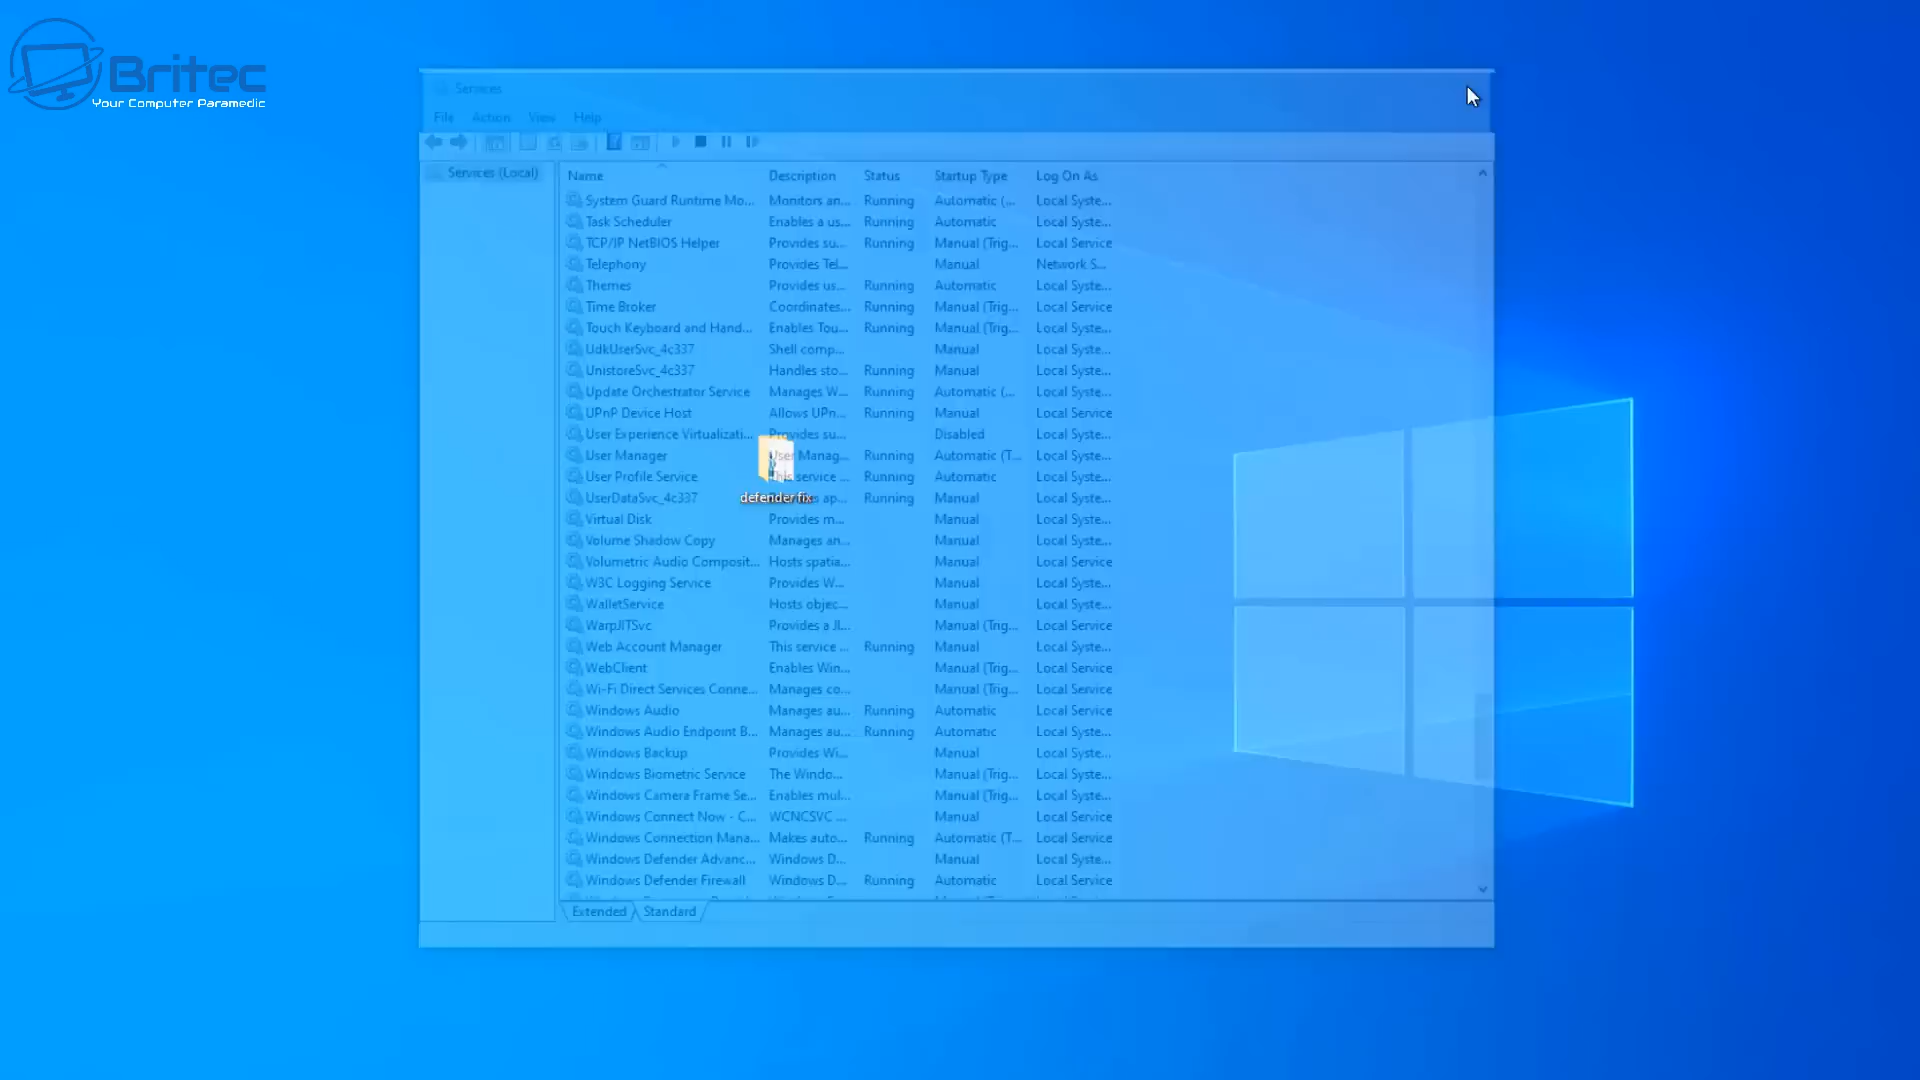 Britec
Your Computer Paramedic
Services
File Action View Help
Services (Local)
Name Description Status Startup Type Log On As
System Guard Runtime Mo... Monitors an... Running Automatic (... Local Syste...
Task Scheduler Enables a us... Running Automatic Local Syste...
TCP/IP NetBIOS Helper Provides su... Running Manual (Trig... Local Service
Telephony Provides Tel... Manual Network S...
Themes Provides us... Running Automatic Local Syste...
Time Broker Coordinates... Running Manual (Trig... Local Service
Touch Keyboard and Hand... Enables Tou... Running Manual (Trig... Local Syste...
UdkUserSvc_4c337 Shell comp... Manual Local Syste...
UnistoreSvc_4c337 Handles sto... Running Manual Local Syste...
Update Orchestrator Service Manages W... Running Automatic (... Local Syste...
UPnP Device Host Allows UPn... Running Manual Local Service
User Experience Virtualizati... Provides su... Disabled Local Syste...
User Manager User Manag... Running Automatic (T... Local Syste...
User Profile Service This service ... Running Automatic Local Syste...
UserDataSvc_4c337 ap... Running Manual Local Syste...
defender fix
Virtual Disk Provides m... Manual Local Syste...
Volume Shadow Copy Manages an... Manual Local Syste...
Volumetric Audio Composit... Hosts spatia... Manual Local Service
W3C Logging Service Provides W... Manual Local Syste...
WalletService Hosts objec... Manual Local Syste...
WarpJITSvc Provides a JI... Manual (Trig... Local Service
Web Account Manager This service ... Running Manual Local Syste...
WebClient Enables Win... Manual (Trig... Local Service
Wi-Fi Direct Services Conne... Manages co... Manual (Trig... Local Service
Windows Audio Manages au... Running Automatic Local Service
Windows Audio Endpoint B... Manages au... Running Automatic Local Syste...
Windows Backup Provides Wi... Manual Local Syste...
Windows Biometric Service The Windo... Manual (Trig... Local Syste...
Windows Camera Frame Se... Enables mul... Manual (Trig... Local Syste...
Windows Connect Now - C... WCNCSVC ... Manual Local Service
Windows Connection Mana... Makes auto... Running Automatic (T... Local Service
Windows Defender Advanc... Windows D... Manual Local Syste...
Windows Defender Firewall Windows D... Running Automatic Local Service
Extended Standard